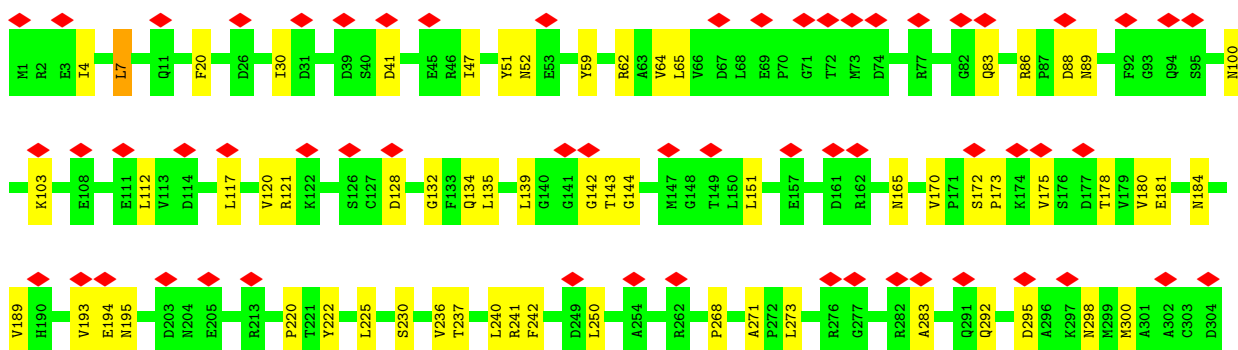 M1 R2 E3 I4 L7 Q11 F20 D26 I30 D31 D39 S40 D41 E45 R46 I47 Y51 N52 E53 Y59 R62 A63 V64 L65 V66 D67 L68 E69 P70 G71 T72 M73 D74 R77 G82 Q83 R86 P87 D88 N89 F92 G93 Q94 S95 N100
K103 E108 E111 L112 V113 D114 L117 V120 R121 K122 S126 C127 D128 G132 F133 Q134 L135 L139 G140 G141 G142 T143 G144 M147 G148 T149 L150 L151 E157 D161 R162 N165 V170 P171 S172 P173 K174 V175 S176 D177 T178 V179 V180 E181 N184
V189 H190 V193 E194 N195 D203 N204 E205 R213 P220 T221 Y222 L225 S230 V236 T237 L240 R241 F242 D249 L250 A254 R262 P268 A271 P272 L273 R276 G277 R282 A283 Q291 Q292 D295 A296 K297 N298 M299 M300 A301 A302 C303 D304